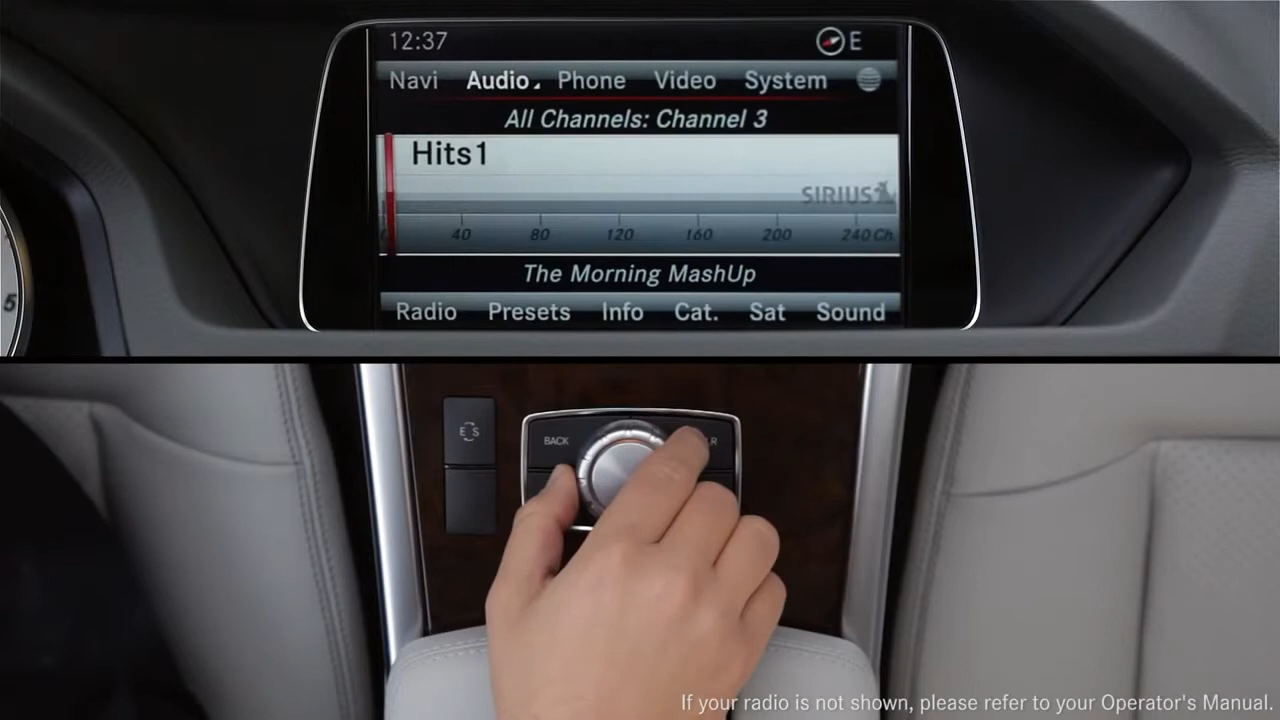 12:37 E
Navi Audio Phone Video System
All Channels: Channel 3
Hits1
SIRIUS
0 40 80 120 160 200 240 Ch.
The Morning MashUp
Radio Presets Info Cat. Sat Sound
5
E S
BACK
If your radio is not shown, please refer to your Operator's Manual.